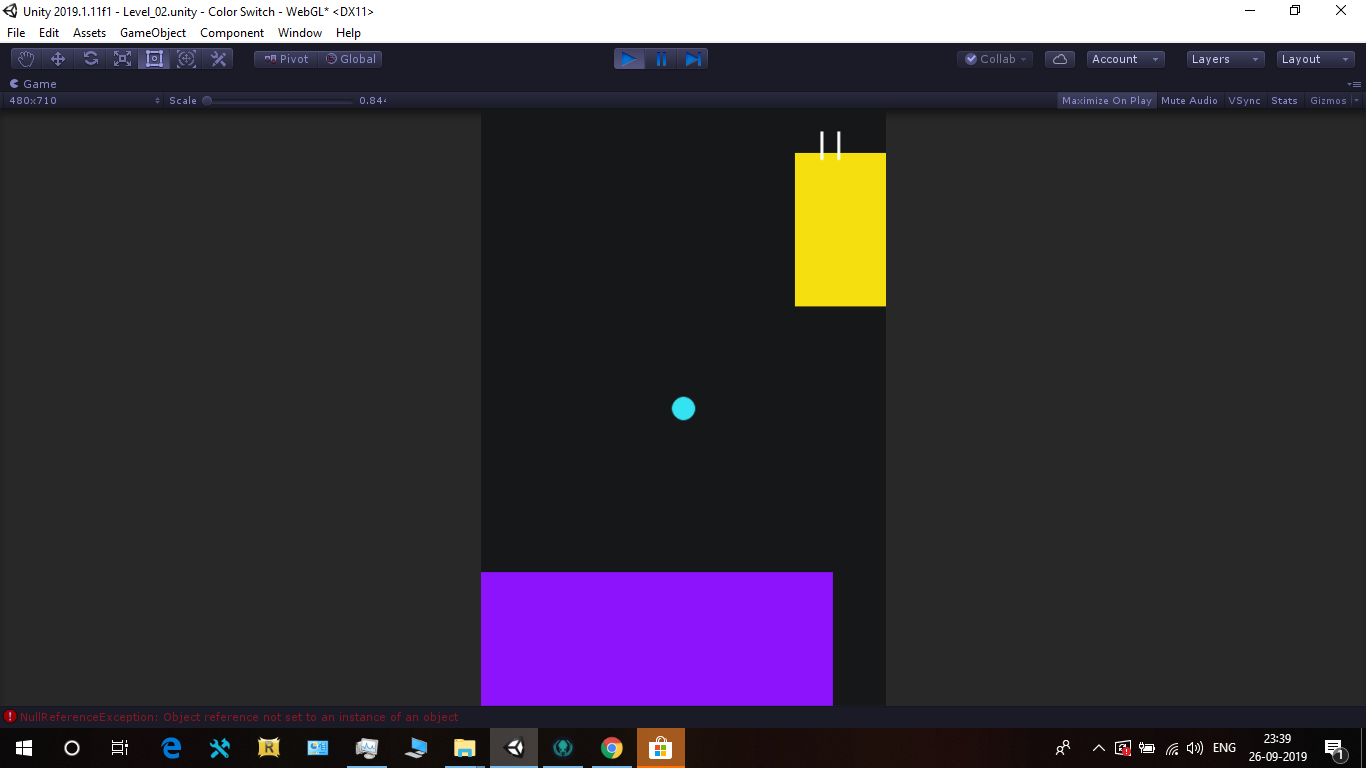 Unity 2019.1.11f1 - Level_02.unity - Color Switch - WebGL* <DX11>
File Edit Assets GameObject Component Window Help
Pivot Global Collab Account Layers Layout
Game
480x710 Scale 0.844 Maximize On Play Mute Audio VSync Stats Gizmos
NullReferenceException: Object reference not set to an instance of an object
ENG 23:39
26-09-2019
1